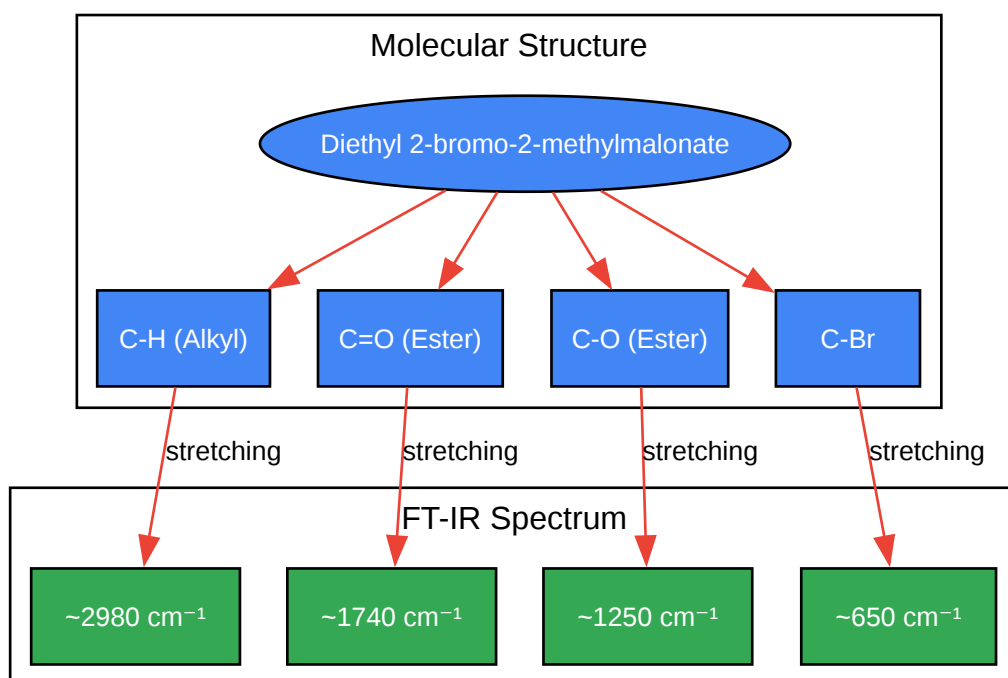 Molecular Structure
Diethyl 2-bromo-2-methylmalonate
C-H (Alkyl)
C=O (Ester)
C-O (Ester)
C-Br
stretching
stretching
stretching
stretching
FT-IR Spectrum
~2980 cm⁻¹
~1740 cm⁻¹
~1250 cm⁻¹
~650 cm⁻¹